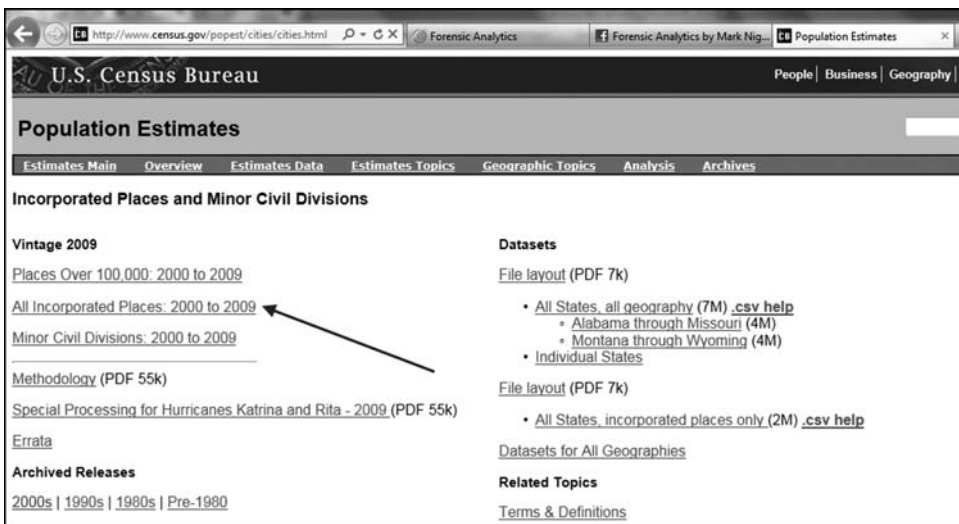 http://www.census.gov/popest/cities/cities.html
Forensic Analytics
Forensic Analytics by Mark Nig...
Population Estimates
U.S. Census Bureau
People | Business | Geography |
Population Estimates
Estimates Main Overview Estimates Data Estimates Topics Geographic Topics Analysis Archives
Incorporated Places and Minor Civil Divisions
Vintage 2009
Places Over 100,000: 2000 to 2009
All Incorporated Places: 2000 to 2009
Minor Civil Divisions: 2000 to 2009
Methodology (PDF 55k)
Special Processing for Hurricanes Katrina and Rita - 2009 (PDF 55k)
Errata
Archived Releases
2000s | 1990s | 1980s | Pre-1980
Datasets
File layout (PDF 7k)
• All States, all geography (7M) .csv help
∘ Alabama through Missouri (4M)
∘ Montana through Wyoming (4M)
• Individual States
File layout (PDF 7k)
• All States, incorporated places only (2M) .csv help
Datasets for All Geographies
Related Topics
Terms & Definitions